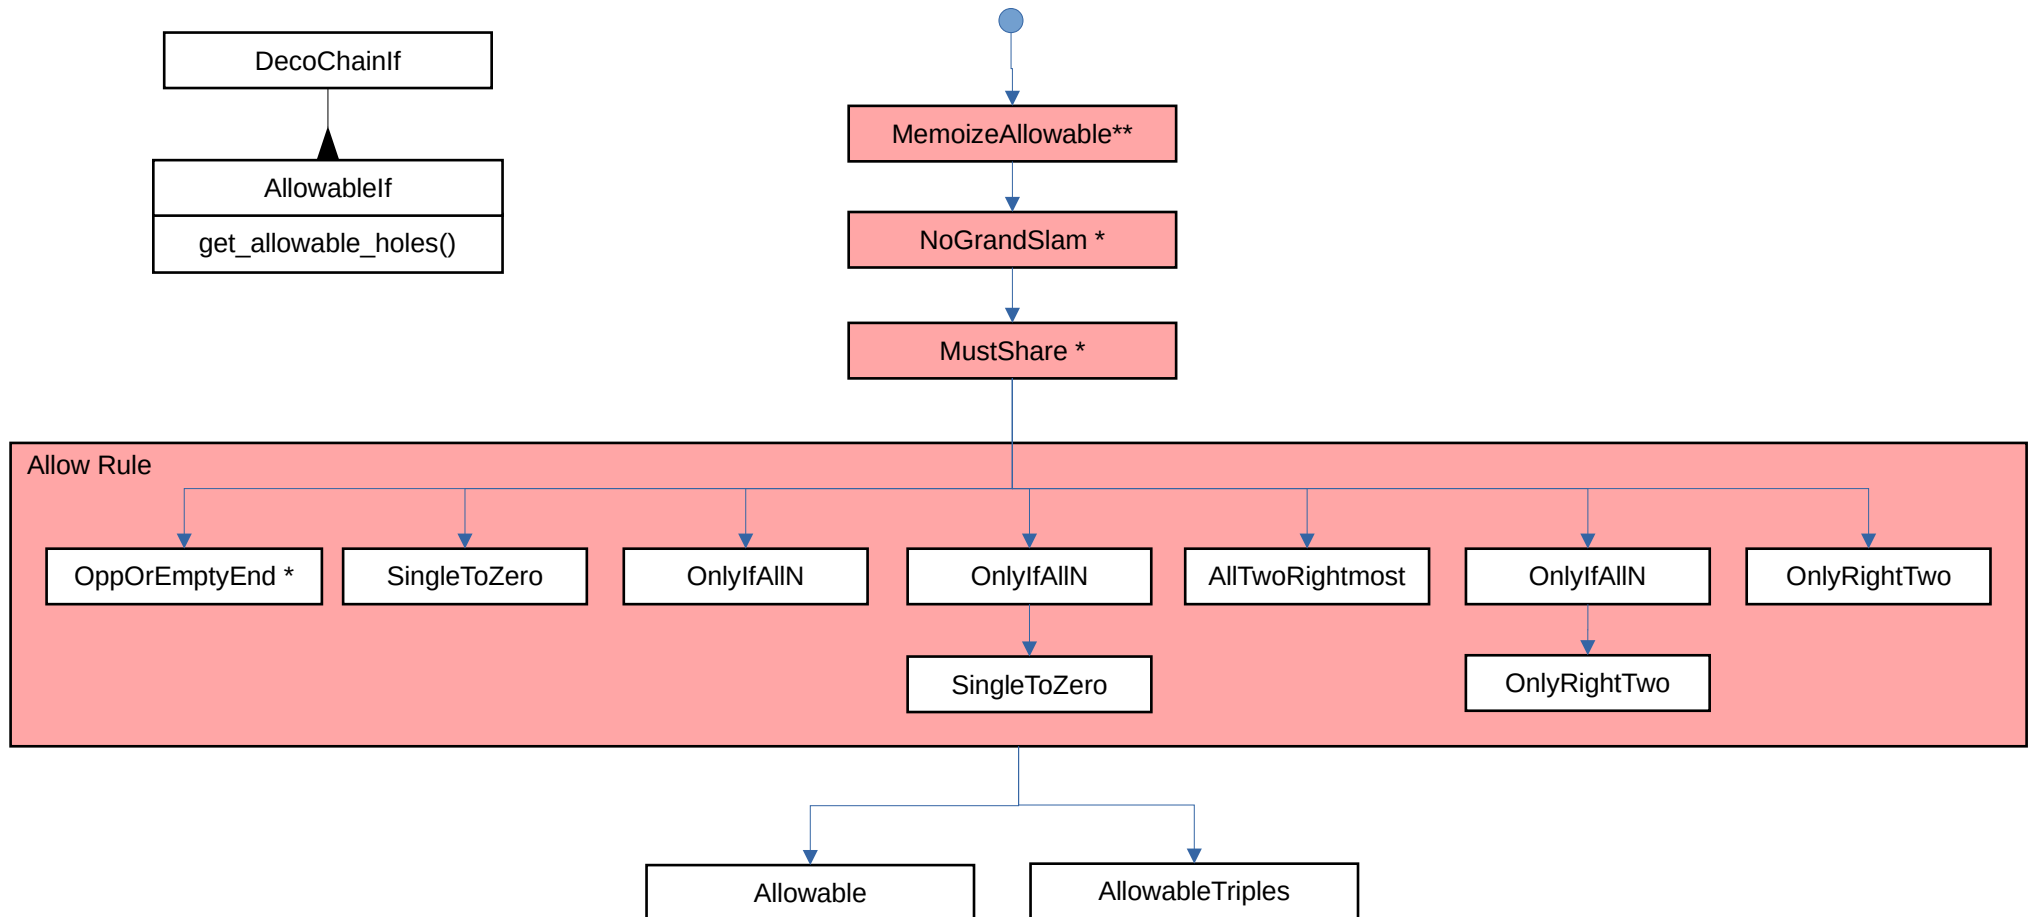 DecoChainIf
AllowableIf
get_allowable_holes()
MemoizeAllowable**
NoGrandSlam *
MustShare *
Allow Rule
OppOrEmptyEnd *
SingleToZero
OnlyIfAllN
OnlyIfAllN
AllTwoRightmost
OnlyIfAllN
OnlyRightTwo
SingleToZero
OnlyRightTwo
Allowable
AllowableTriples